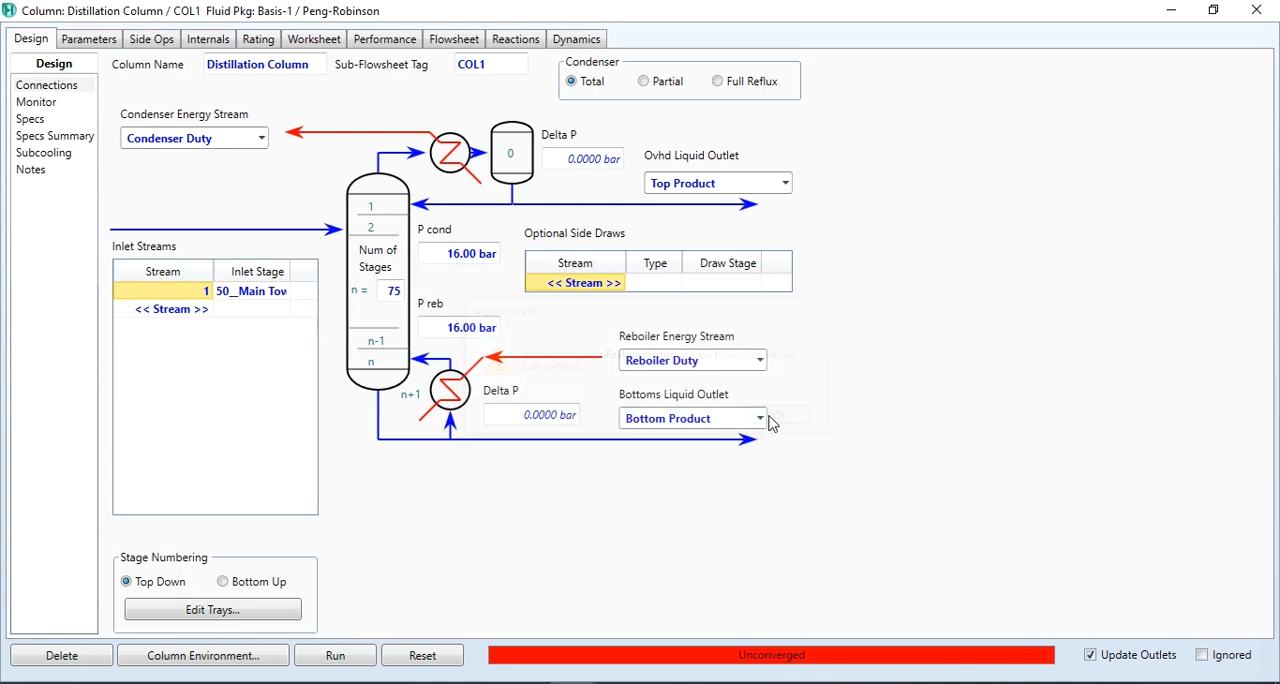 Column: Distillation Column / COL1 Fluid Pkg: Basis-1 / Peng-Robinson
Design Parameters Side Ops Internals Rating Worksheet Performance Flowsheet Reactions Dynamics
Design
Connections
Monitor
Specs
Specs Summary
Subcooling
Notes
Column Name Distillation Column Sub-Flowsheet Tag COL1
Condenser
Total Partial Full Reflux
Condenser Energy Stream
Condenser Duty
0
Delta P
0.0000 bar
Ovhd Liquid Outlet
Top Product
1
2
Num of
Stages
n = 75
n-1
n
n+1
P cond
16.00 bar
Optional Side Draws
Stream Type Draw Stage
<< Stream >>
Inlet Streams
Stream Inlet Stage
1 50__Main Tow
<< Stream >>
P reb
16.00 bar
Aspen HYSYS
Reboiler Energy Stream
Reboiler Duty
Delta P
0.0000 bar
Bottoms Liquid Outlet
Bottom Product
Stage Numbering
Top Down Bottom Up
Edit Trays...
Delete Column Environment... Run Reset Unconverged Update Outlets Ignored